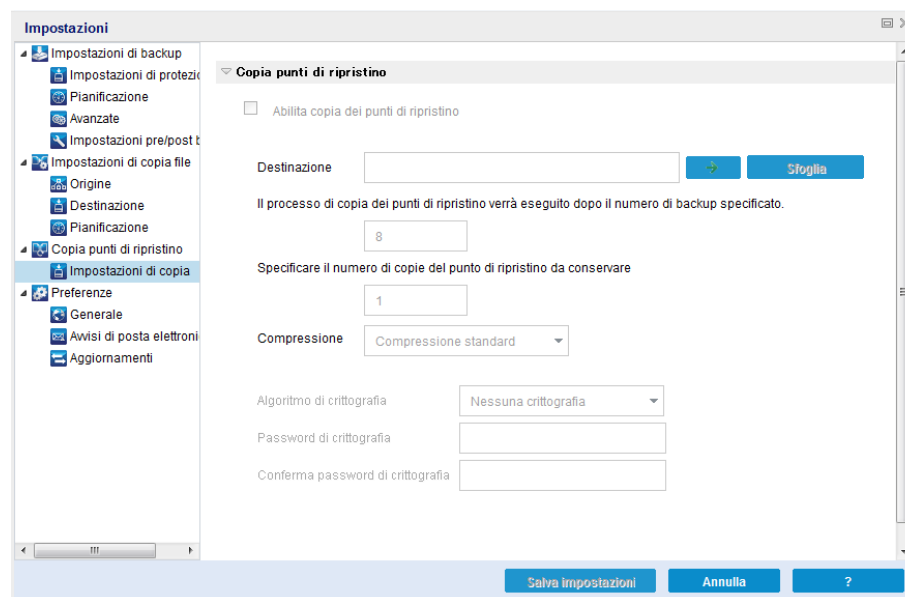 Impostazioni
Impostazioni di backup
Impostazioni di protezio
Pianificazione
Avanzate
Impostazioni pre/post b
Impostazioni di copia file
Origine
Destinazione
Pianificazione
Copia punti di ripristino
Impostazioni di copia
Preferenze
Generale
Avvisi di posta elettroni
Aggiornamenti
Copia punti di ripristino
Abilita copia dei punti di ripristino
Destinazione
Sfoglia
Il processo di copia dei punti di ripristino verrà eseguito dopo il numero di backup specificato.
8
Specificare il numero di copie del punto di ripristino da conservare
1
Compressione
Compressione standard
Algoritmo di crittografia
Nessuna crittografia
Password di crittografia
Conferma password di crittografia
Salva impostazioni
Annulla
?